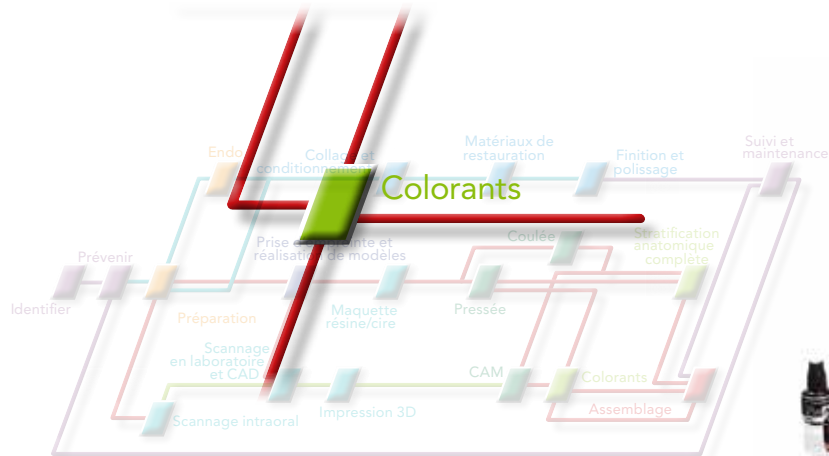 Colorants
Endo
Collage et
conditionnement
Matériaux de
restauration
Finition et
polissage
Suivi et
maintenance
Prévenir
Identifier
Préparation
Prise et
réalisation de modèles
Maquette
résine/cire
Coulée
Pressée
Stratification
anatomique
complète
Scannage
en laboratoire
et CAD
Scannage intraoral
Impression 3D
CAM
Colorants
Assemblage